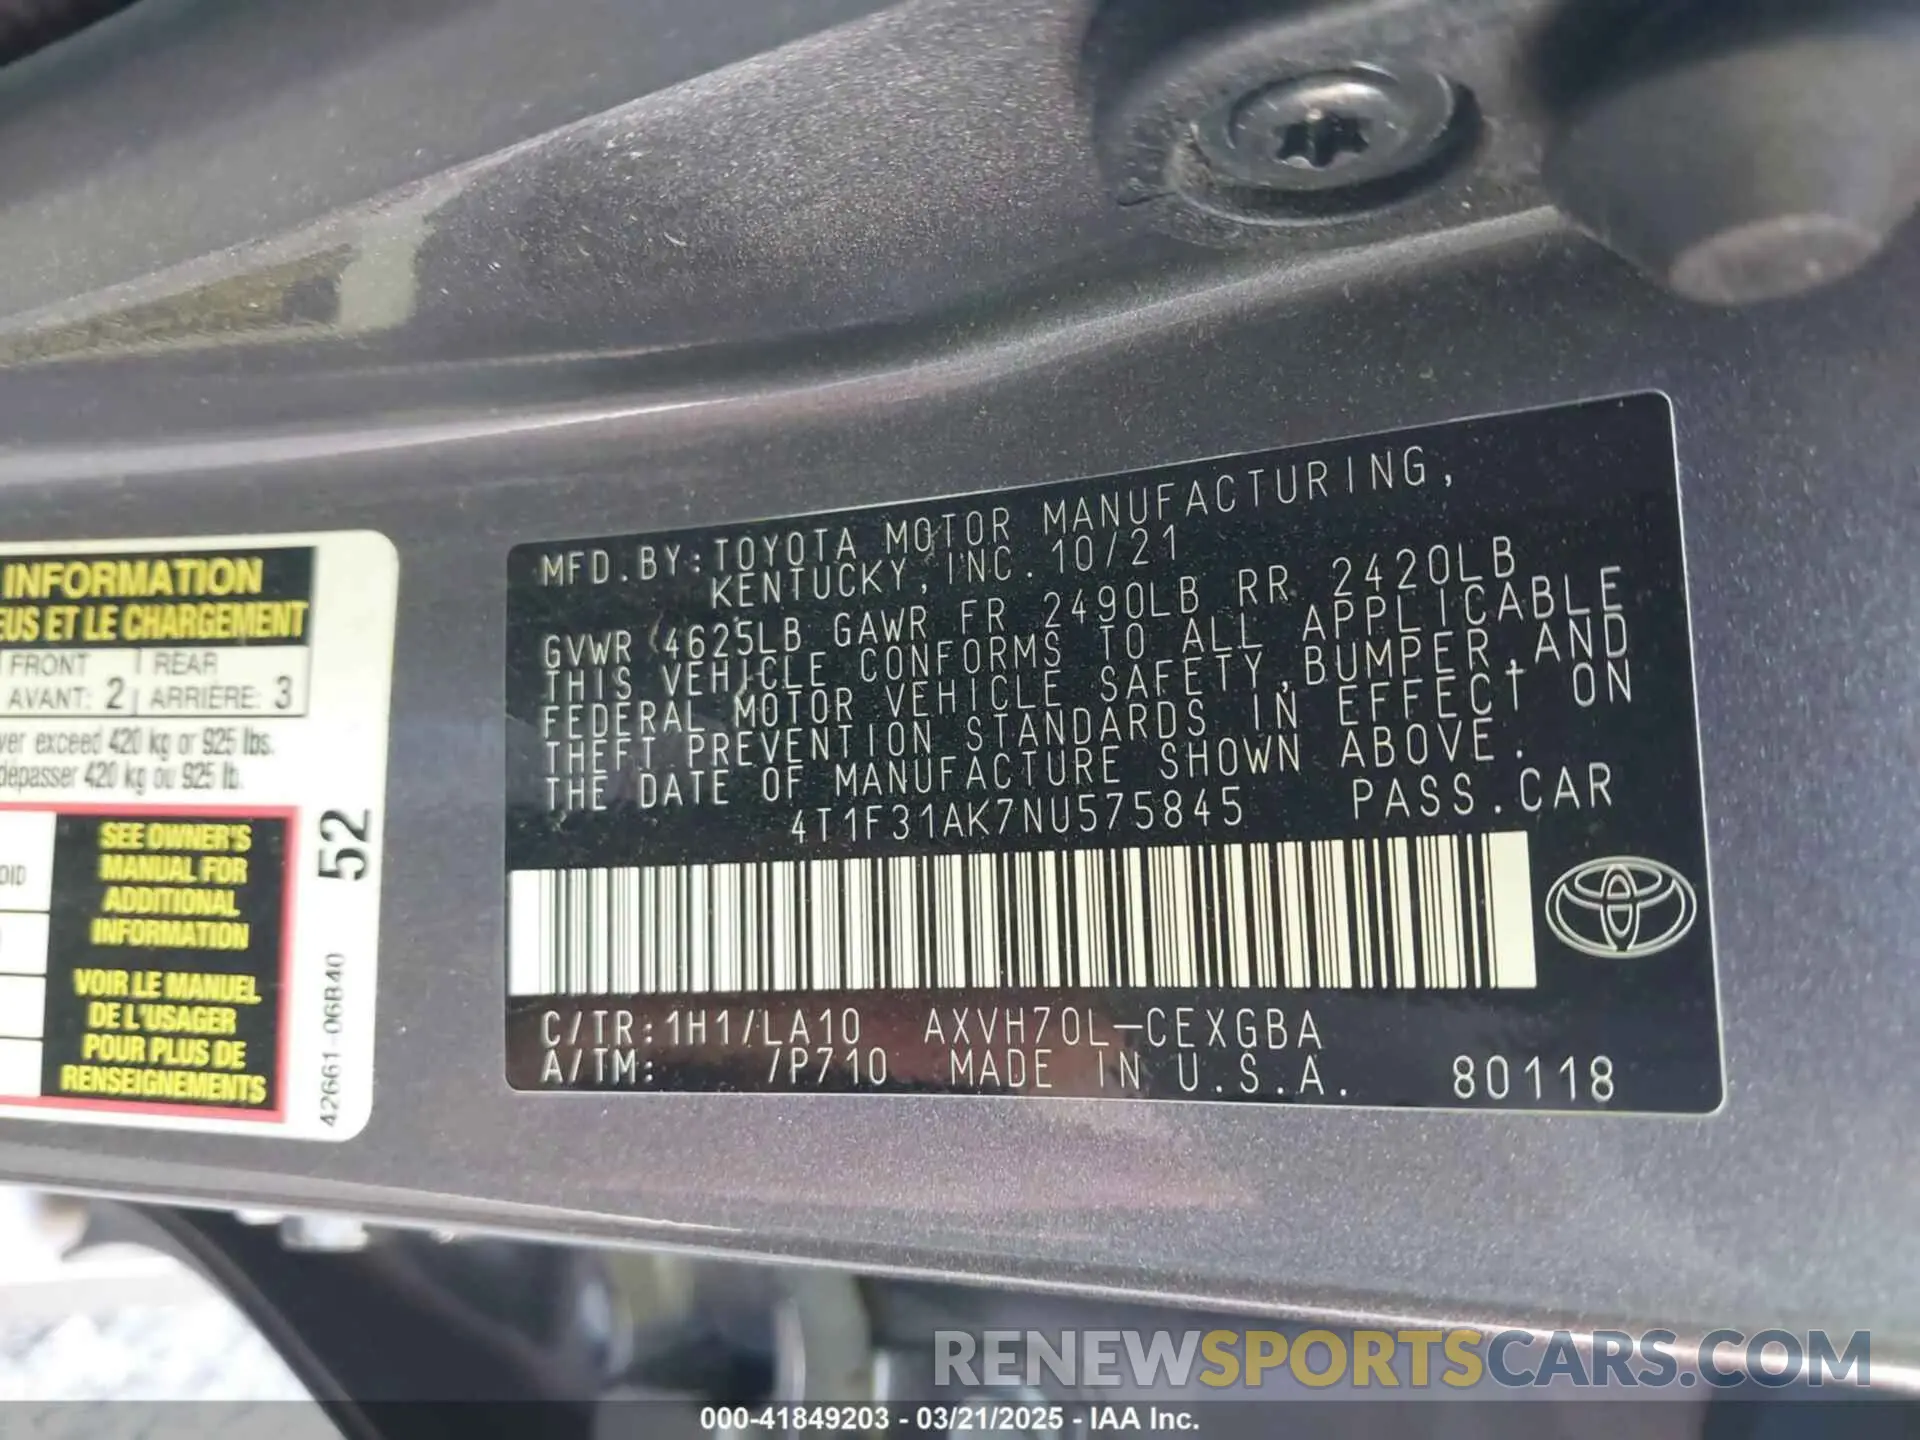 INFORMATION
EUS ET LE CHARGEMENT
FRONT REAR
AVANT: 2 ARRIÈRE: 3
ver exceed 420 kg or 925 lbs.
dépasser 420 kg ou 925 lb.
SEE OWNER'S
MANUAL FOR
ADDITIONAL
INFORMATION
VOIR LE MANUEL
DE L'USAGER
POUR PLUS DE
RENSEIGNEMENTS
52
42661-06B40
MFD.BY:TOYOTA MOTOR MANUFACTURING,
KENTUCKY, INC. 10/21
GVWR 4625LB GAWR FR 2490LB RR 2420LB
THIS VEHICLE CONFORMS TO ALL APPLICABLE
FEDERAL MOTOR VEHICLE SAFETY,BUMPER,AND
THEFT PREVENTION STANDARDS IN EFFECT ON
THE DATE OF MANUFACTURE SHOWN ABOVE.
4T1F31AK7NU575845 PASS.CAR
C/TR:1H1/LA10 AXVH70L-CEXGBA
A/TM: /P710 MADE IN U.S.A. 80118
RENEWSPORTSCARS.COM
000-41849203 - 03/21/2025 - IAA Inc.